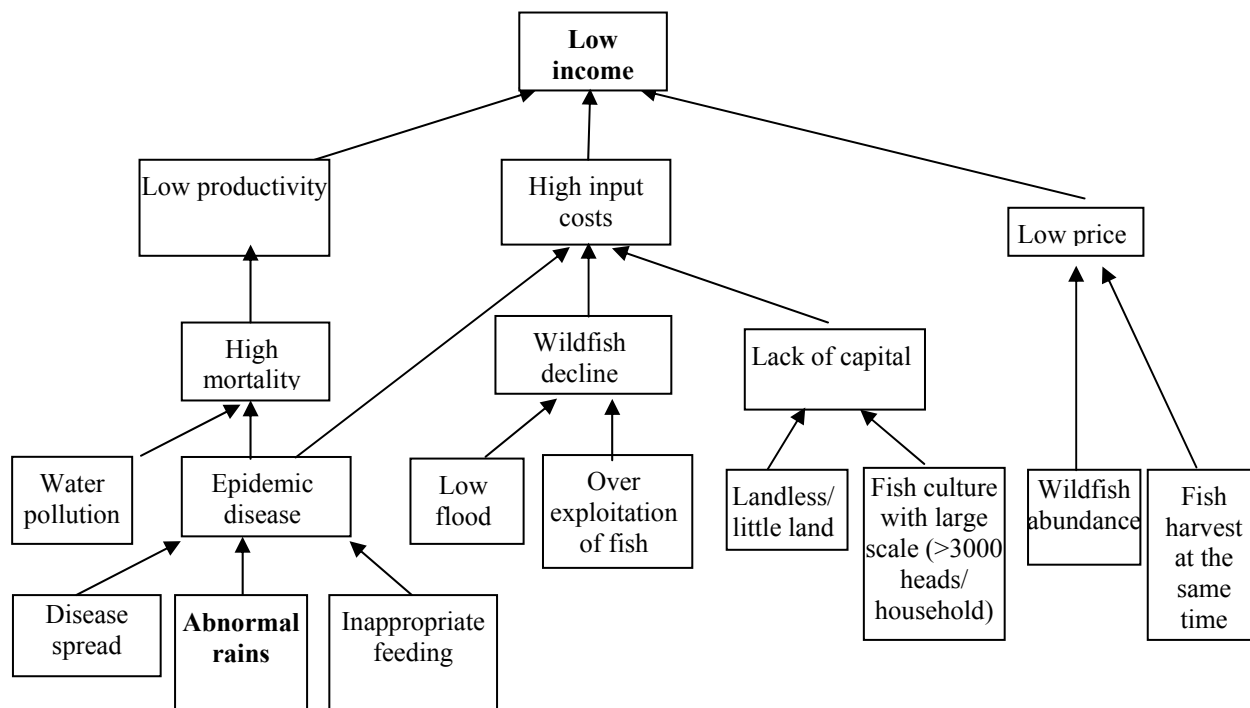 Low
income
Low productivity
High input
costs
Low price
High
mortality
Wildfish
decline
Lack of capital
Water
pollution
Epidemic
disease
Low
flood
Over
exploitation
of fish
Landless/
little land
Fish culture
with large
scale (>3000
heads/
household)
Wildfish
abundance
Fish
harvest
at the
same
time
Disease
spread
Abnormal
rains
Inappropriate
feeding